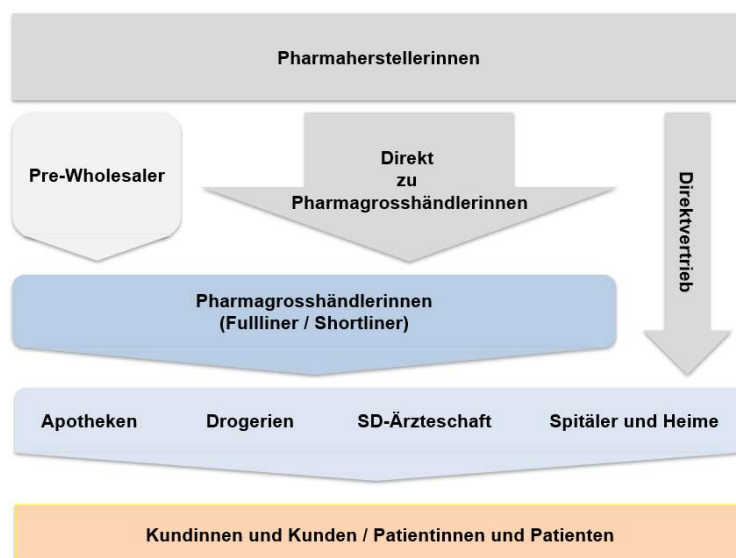 Pharmaherstellerinnen
Pre-Wholesaler
Direkt
zu
Pharmagrosshändlerinnen
Direktvertrieb
Pharmagrosshändlerinnen
(Fullliner / Shortliner)
Apotheken Drogerien SD-Ärzteschaft Spitäler und Heime
Kundinnen und Kunden / Patientinnen und Patienten